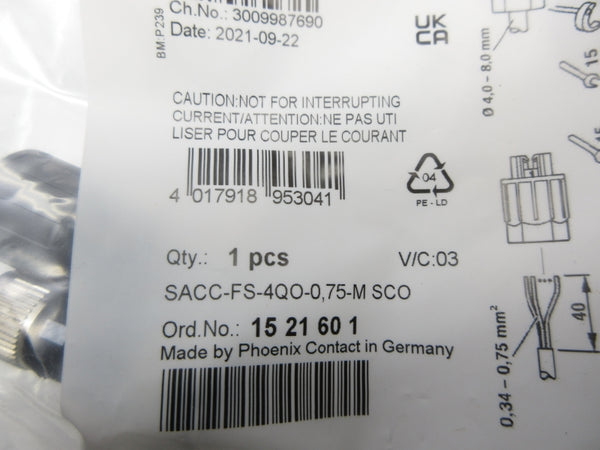 BM:P239
Ch.No.: 3009987690
Date: 2021-09-22
UK
CA
CAUTION:NOT FOR INTERRUPTING
CURRENT/ATTENTION:NE PAS UTI
LISER POUR COUPER LE COURANT
4 017918 953041
04
PE - LD
Qty.: 1 pcs
V/C:03
SACC-FS-4QO-0,75-M SCO
Ord.No.: 15 21 60 1
Made by Phoenix Contact in Germany
Ø 4,0 – 8,0 mm
15
15
40
0,34 – 0,75 mm²